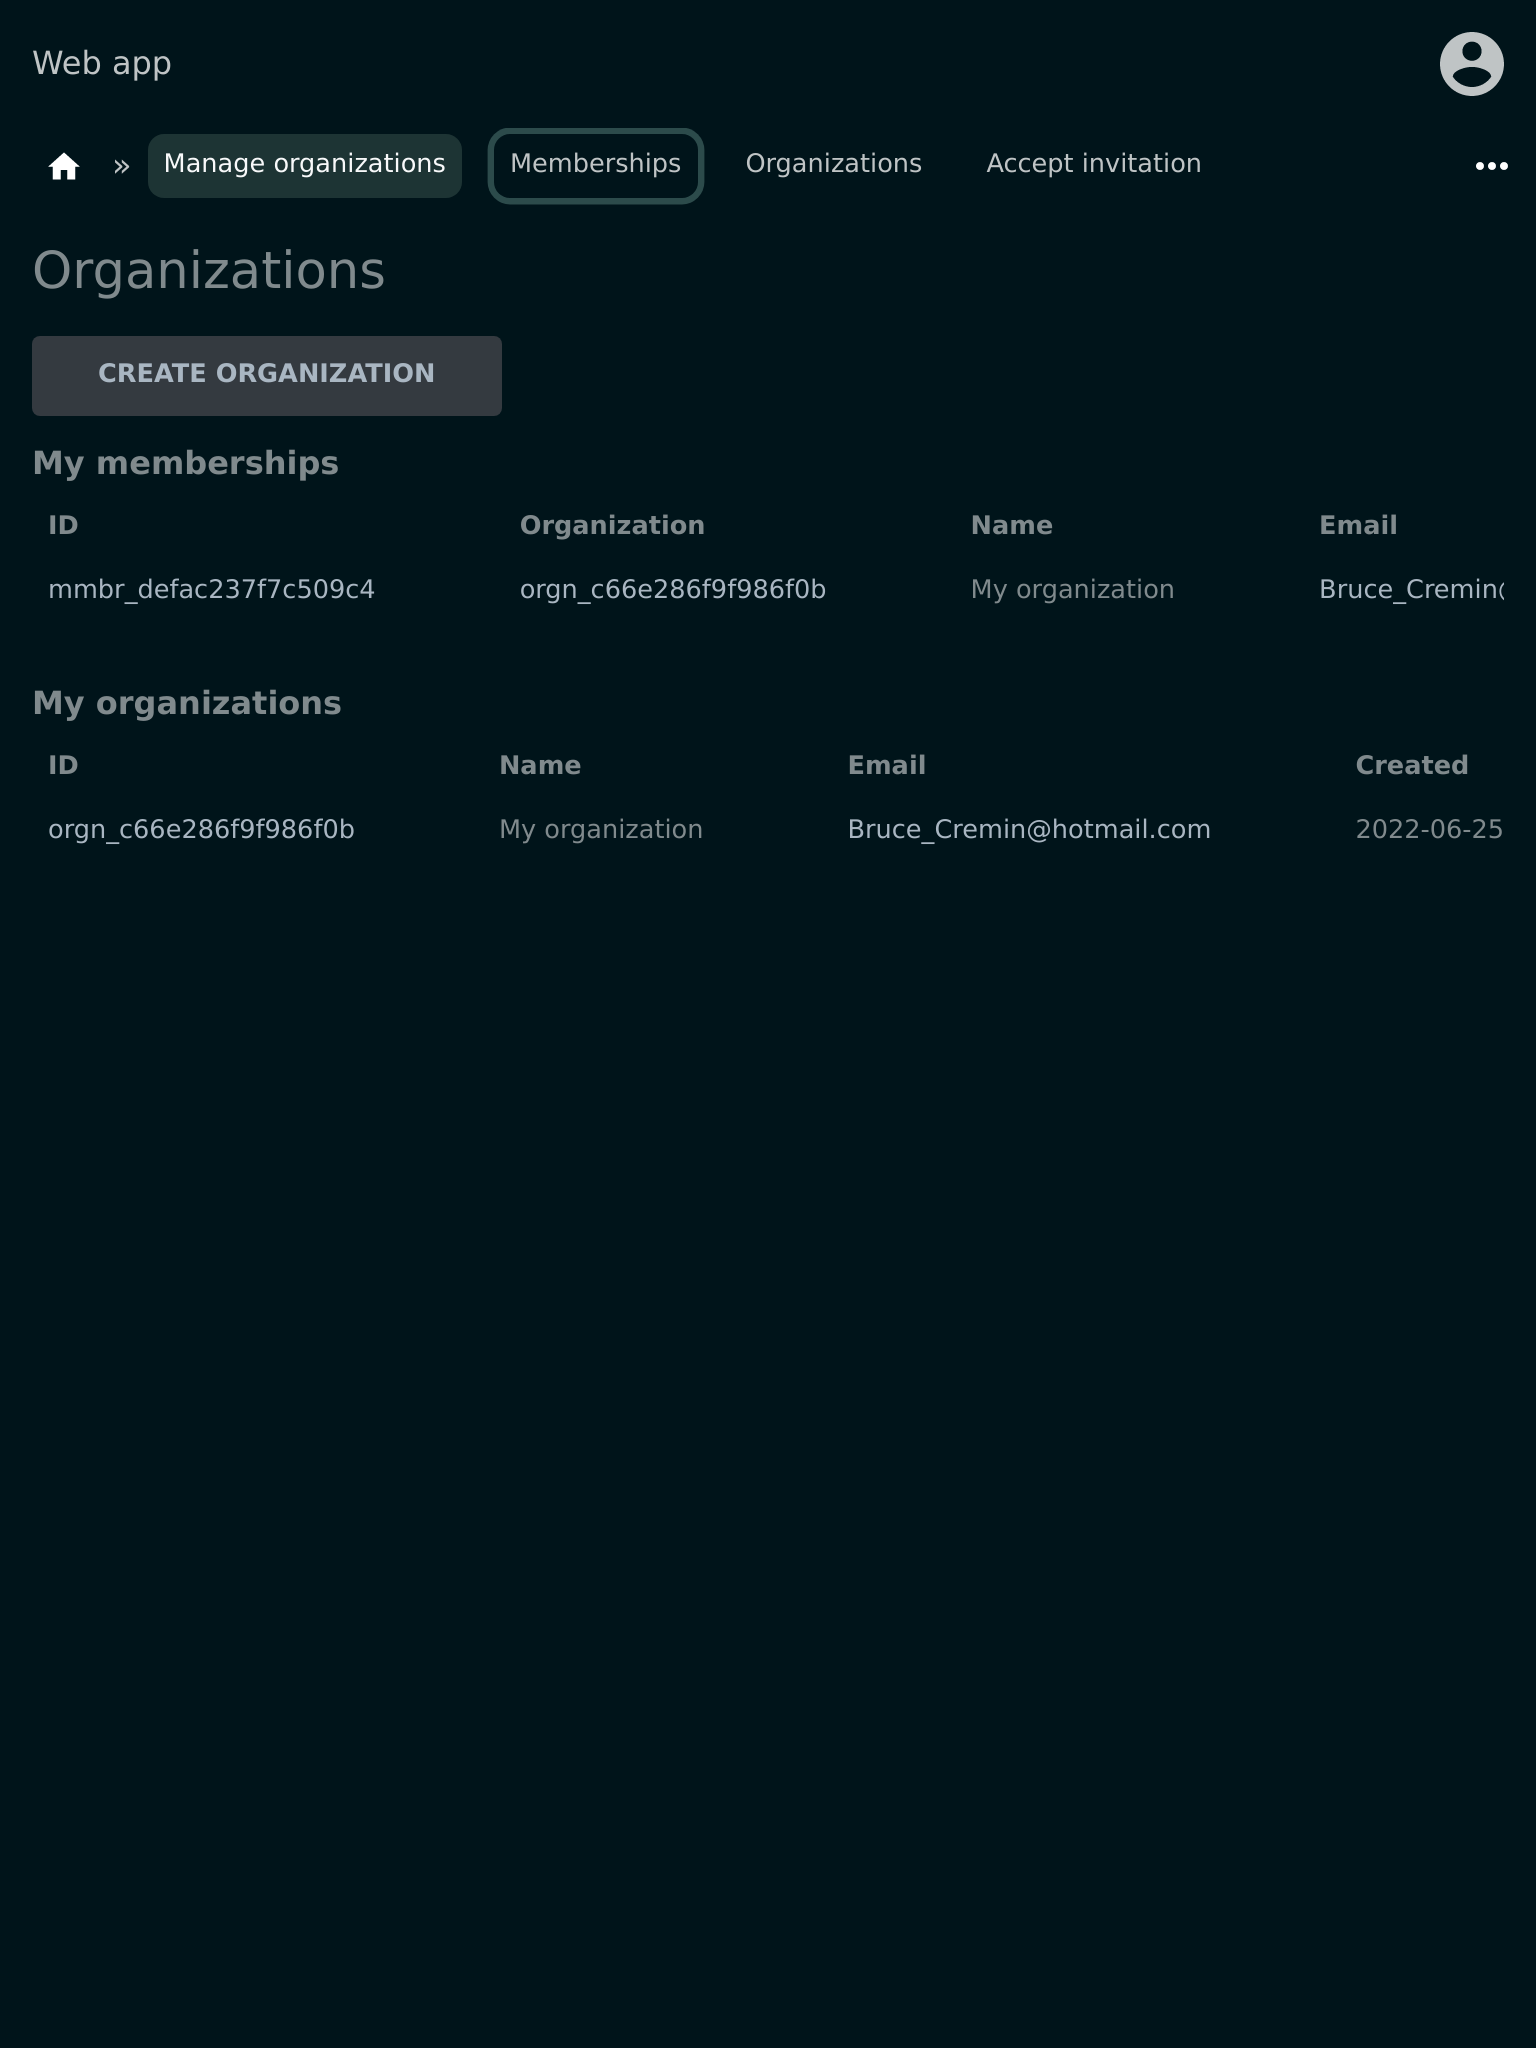 Web app
» Manage organizations Memberships Organizations Accept invitation
Organizations
CREATE ORGANIZATION
My memberships
ID Organization Name Email
mmbr_defac237f7c509c4 orgn_c66e286f9f986f0b My organization Bruce_Cremin@
My organizations
ID Name Email Created
orgn_c66e286f9f986f0b My organization Bruce_Cremin@hotmail.com 2022-06-25